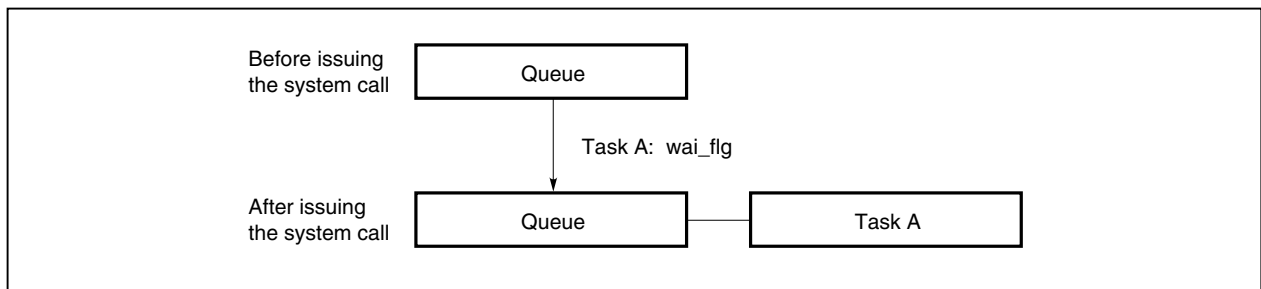 Before issuing
the system call
Queue
Task A: wai_flg
After issuing
the system call
Queue
Task A